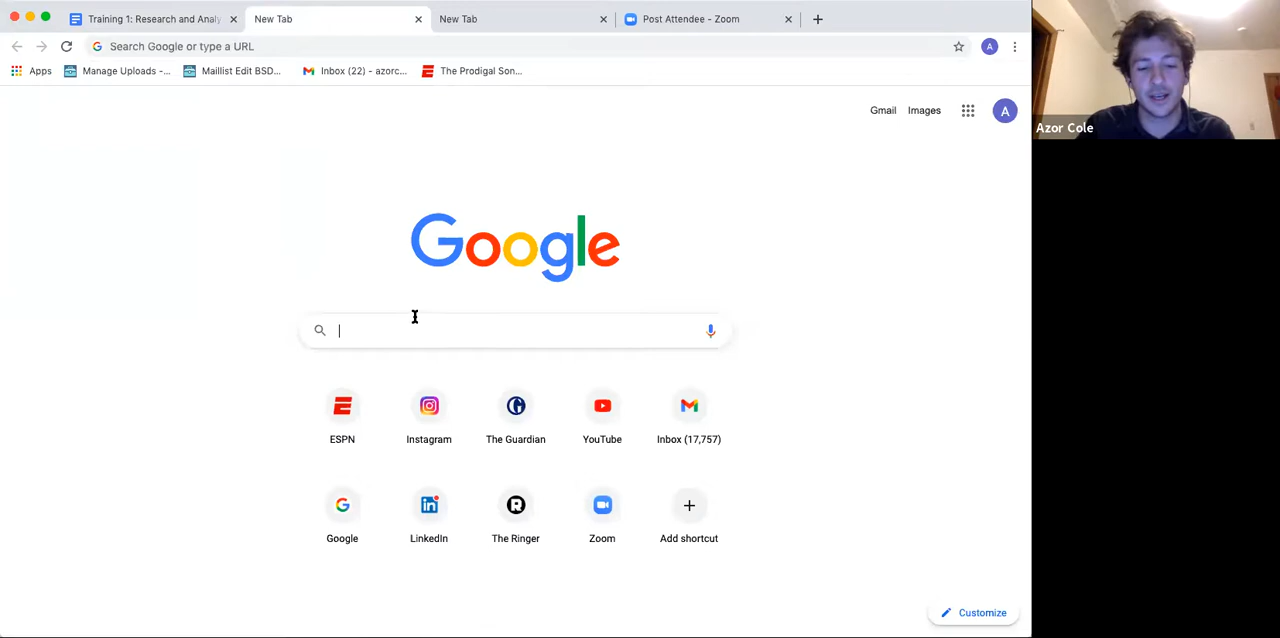 Training 1: Research and Analy
New Tab
New Tab
Post Attendee - Zoom
Search Google or type a URL
A
Apps
Manage Uploads -...
Maillist Edit BSD...
Inbox (22) - azorc...
The Prodigal Son...
Gmail
Images
A
Azor Cole
Google
ESPN
Instagram
The Guardian
YouTube
Inbox (17,757)
Google
LinkedIn
The Ringer
Zoom
Add shortcut
Customize